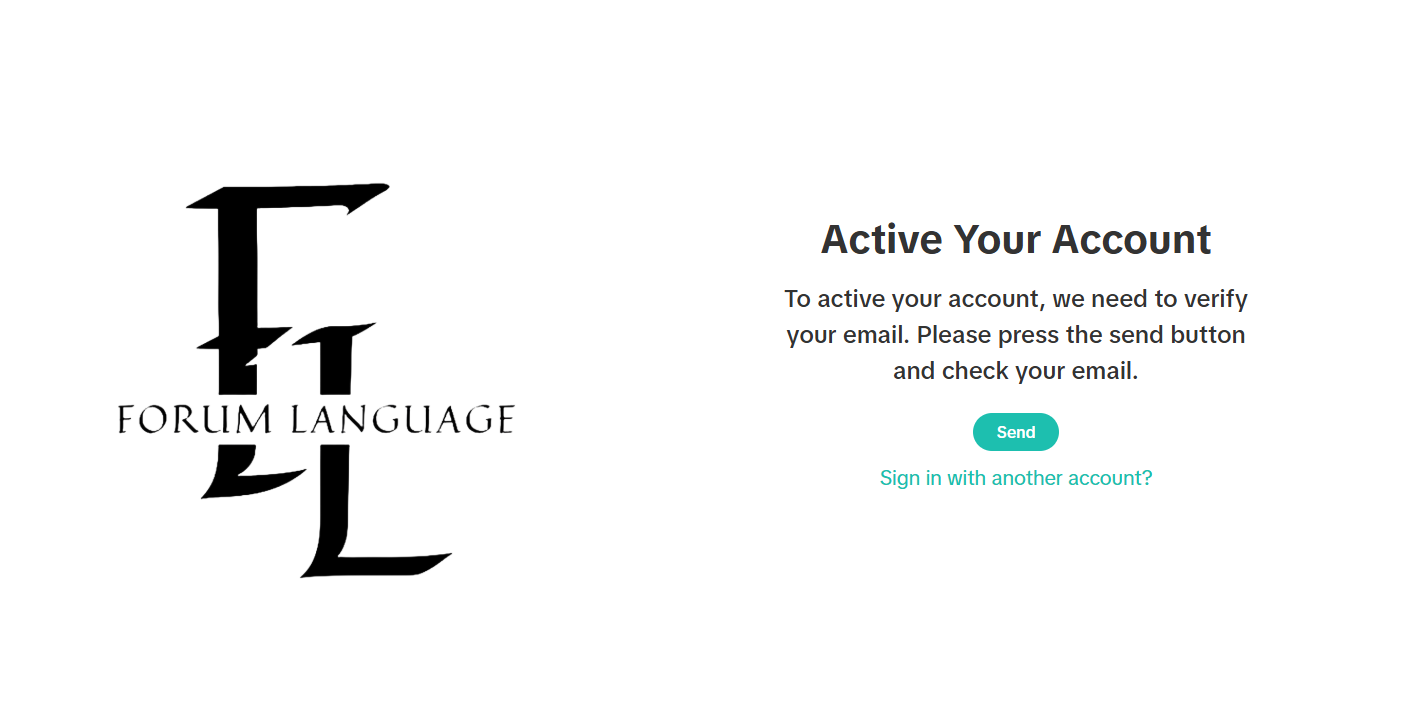 FORUM LANGUAGE
Active Your Account
To active your account, we need to verify
your email. Please press the send button
and check your email.
Send
Sign in with another account?